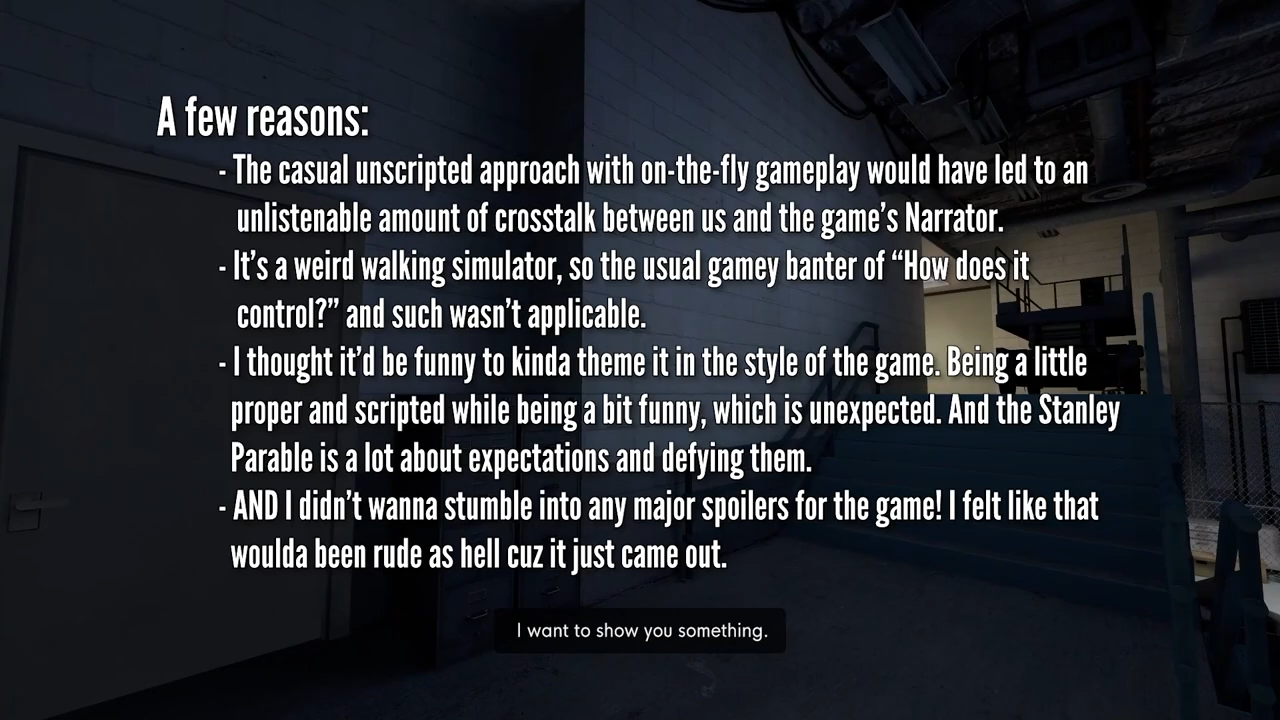 A few reasons:
- The casual unscripted approach with on-the-fly gameplay would have led to an
unlistenable amount of crosstalk between us and the game’s Narrator.
- It’s a weird walking simulator, so the usual gamey banter of “How does it
control?” and such wasn’t applicable.
- I thought it’d be funny to kinda theme it in the style of the game. Being a little
proper and scripted while being a bit funny, which is unexpected. And the Stanley
Parable is a lot about expectations and defying them.
- AND I didn’t wanna stumble into any major spoilers for the game! I felt like that
woulda been rude as hell cuz it just came out.
I want to show you something.